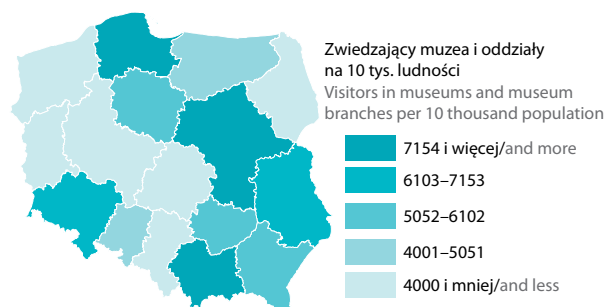 Zwiedzający muzea i oddziały
na 10 tys. ludności
Visitors in museums and museum
branches per 10 thousand population
7154 i więcej/and more
6103–7153
5052–6102
4001–5051
4000 i mniej/and less